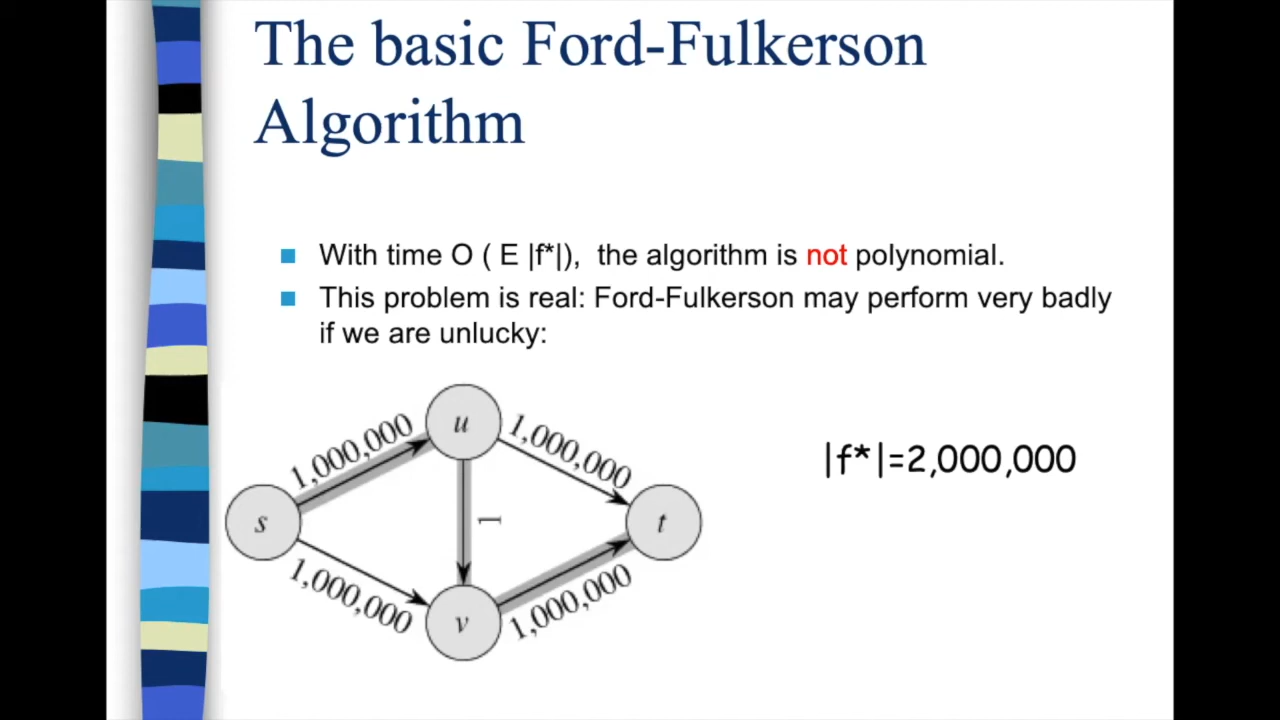 The basic Ford-Fulkerson
Algorithm
With time O ( E |f*|),  the algorithm is not polynomial.
This problem is real: Ford-Fulkerson may perform very badly
if we are unlucky:
1,000,000
u
1,000,000
|f*|=2,000,000
s
1
t
1,000,000
v
1,000,000